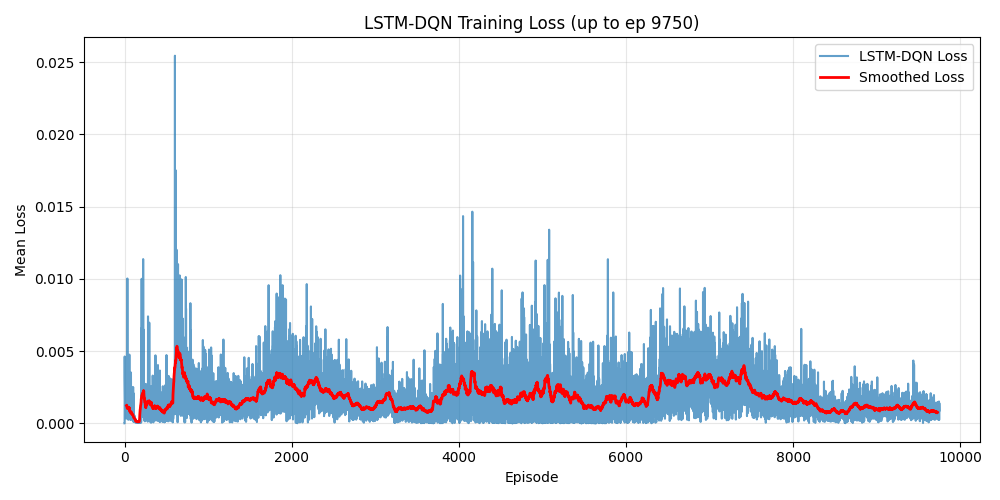 LSTM-DQN Training Loss (up to ep 9750)
LSTM-DQN Loss
Smoothed Loss
Mean Loss
0.025
0.020
0.015
0.010
0.005
0.000
0 2000 4000 6000 8000 10000
Episode